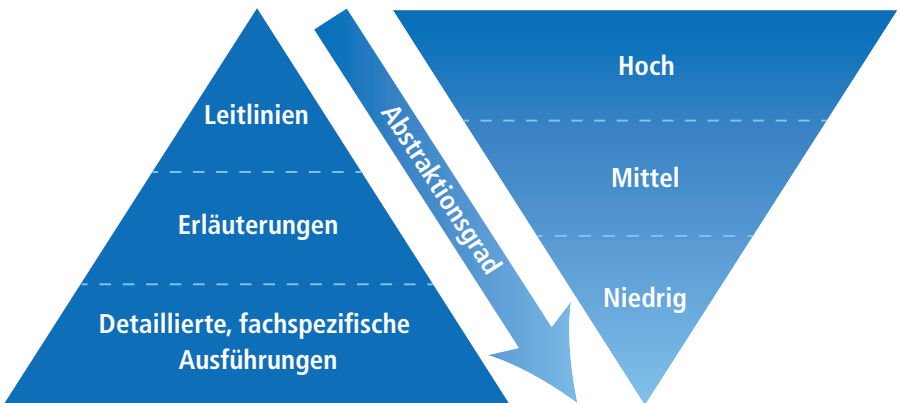 Leitlinien
Erläuterungen
Detaillierte, fachspezifische
Ausführungen
Abstraktionsgrad
Hoch
Mittel
Niedrig